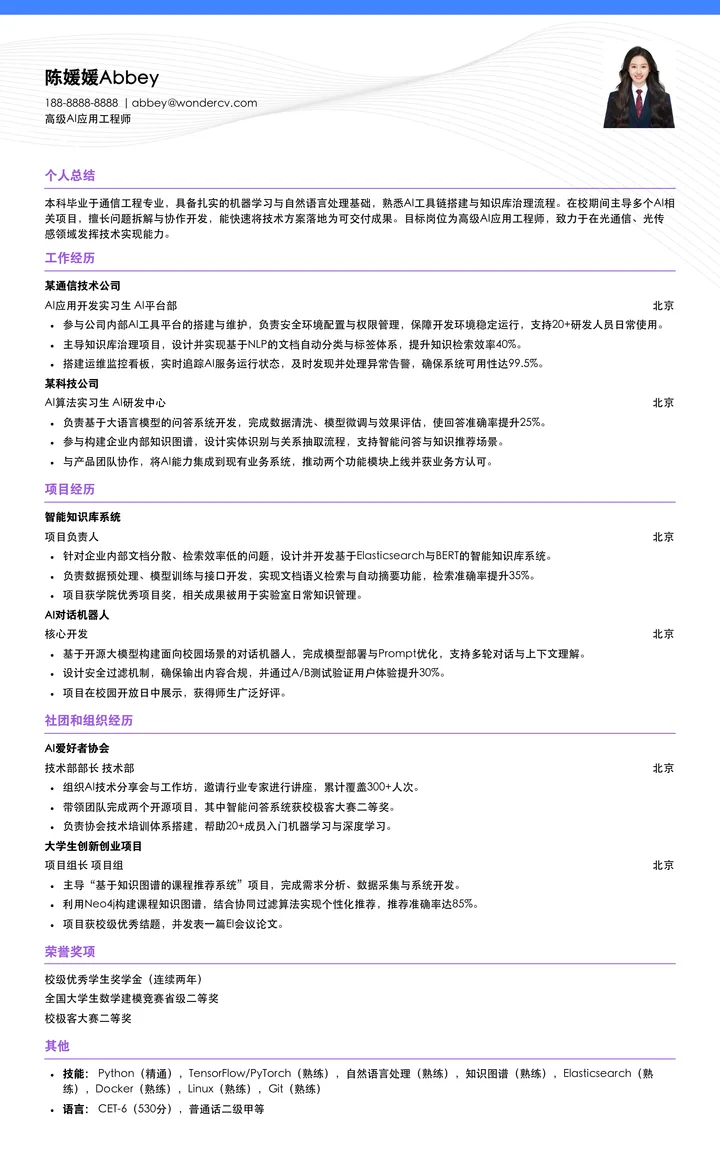 陈媛媛Abbey
188-8888-8888 | abbey@wondercv.com
高级AI应用工程师
个人总结
本科毕业于通信工程专业，具备扎实的机器学习与自然语言处理基础，熟悉AI工具链搭建与知识库治理流程。在校期间主导多个AI相
关项目，擅长问题拆解与协作开发，能快速将技术方案落地为可交付成果。目标岗位为高级AI应用工程师，致力于在光通信、光传
感领域发挥技术实现能力。
工作经历
某通信技术公司
AI应用开发实习生 AI平台部 北京
• 参与公司内部AI工具平台的搭建与维护，负责安全环境配置与权限管理，保障开发环境稳定运行，支持20+研发人员日常使用。
• 主导知识库治理项目，设计并实现基于NLP的文档自动分类与标签体系，提升知识检索效率40%。
• 搭建运维监控看板，实时追踪AI服务运行状态，及时发现并处理异常告警，确保系统可用性达99.5%。
某科技公司
AI算法实习生 AI研发中心 北京
• 负责基于大语言模型的问答系统开发，完成数据清洗、模型微调与效果评估，使回答准确率提升25%。
• 参与构建企业内部知识图谱，设计实体识别与关系抽取流程，支持智能问答与知识推荐场景。
• 与产品团队协作，将AI能力集成到现有业务系统，推动两个功能模块上线并获业务方认可。
项目经历
智能知识库系统
项目负责人 北京
• 针对企业内部文档分散、检索效率低的问题，设计并开发基于Elasticsearch与BERT的智能知识库系统。
• 负责数据预处理、模型训练与接口开发，实现文档语义检索与自动摘要功能，检索准确率提升35%。
• 项目获学院优秀项目奖，相关成果被用于实验室日常知识管理。
AI对话机器人
核心开发 北京
• 基于开源大模型构建面向校园场景的对话机器人，完成模型部署与Prompt优化，支持多轮对话与上下文理解。
• 设计安全过滤机制，确保输出内容合规，并通过A/B测试验证用户体验提升30%。
• 项目在校园开放日中展示，获得师生广泛好评。
社团和组织经历
AI爱好者协会
技术部部长 技术部 北京
• 组织AI技术分享会与工作坊，邀请行业专家进行讲座，累计覆盖300+人次。
• 带领团队完成两个开源项目，其中智能问答系统获校极客大赛二等奖。
• 负责协会技术培训体系搭建，帮助20+成员入门机器学习与深度学习。
大学生创新创业项目
项目组长 项目组 北京
• 主导“基于知识图谱的课程推荐系统”项目，完成需求分析、数据采集与系统开发。
• 利用Neo4j构建课程知识图谱，结合协同过滤算法实现个性化推荐，推荐准确率达85%。
• 项目获校级优秀结题，并发表一篇EI会议论文。
荣誉奖项
校级优秀学生奖学金（连续两年）
全国大学生数学建模竞赛省级二等奖
校极客大赛二等奖
其他
• 技能： Python（精通）, TensorFlow/PyTorch（熟练）, 自然语言处理（熟练）, 知识图谱（熟练）, Elasticsearch（熟
练）, Docker（熟练）, Linux（熟练）, Git（熟练）
• 语言： CET-6（530分）, 普通话二级甲等